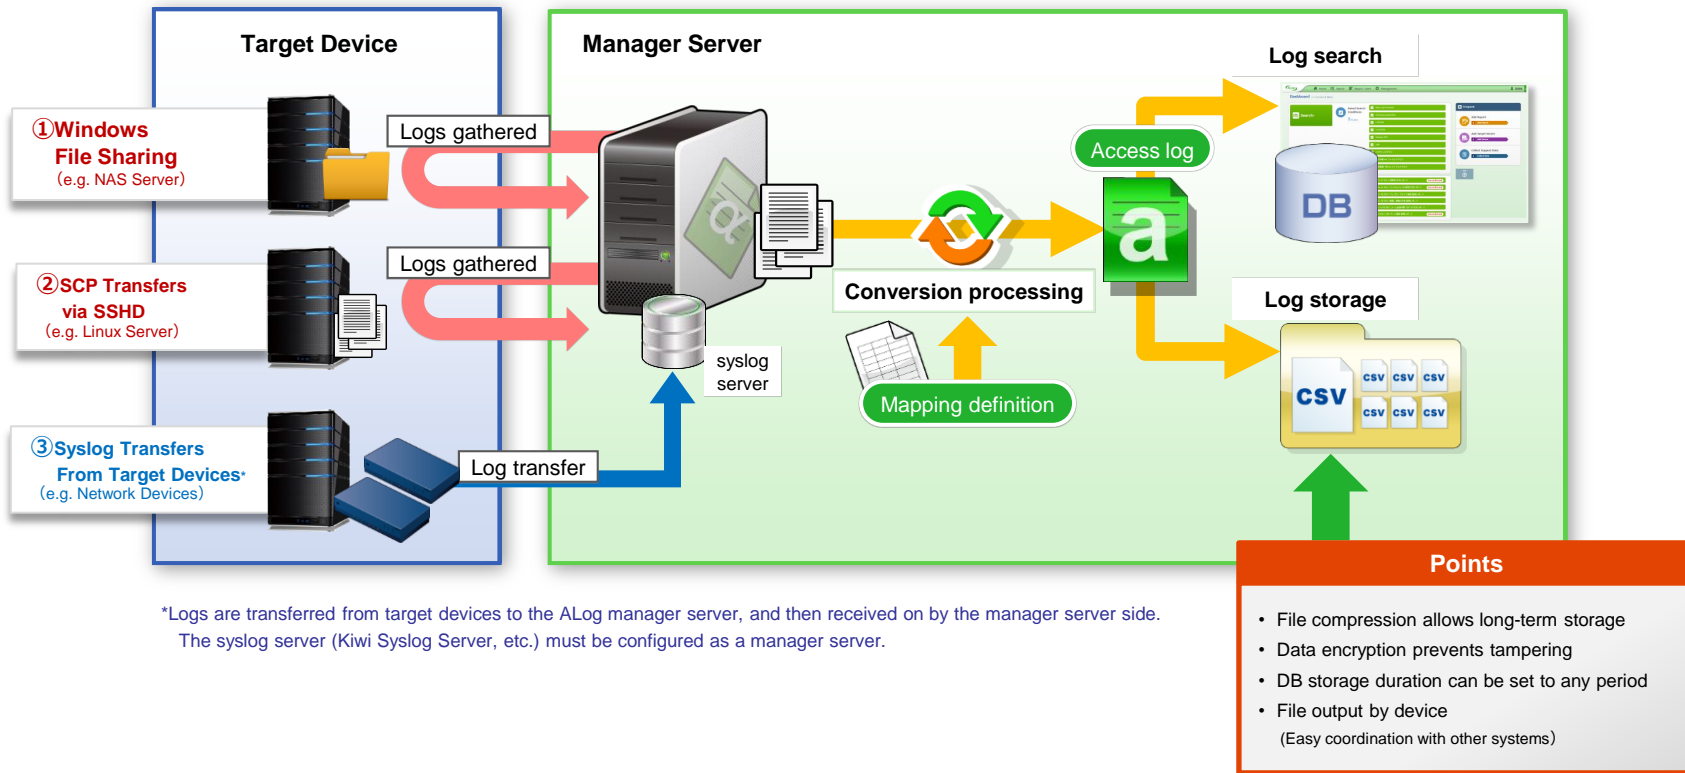 Target Device
Manager Server
Log search
①Windows
File Sharing
(e.g. NAS Server)
Logs gathered
Access log
a
DB
②SCP Transfers
via SSHD
(e.g. Linux Server)
Logs gathered
Conversion processing
Log storage
syslog
server
Mapping definition
CSV
CSV CSV CSV
CSV CSV CSV
③Syslog Transfers
From Target Devices*
(e.g. Network Devices)
Log transfer
*Logs are transferred from target devices to the ALog manager server, and then received on by the manager server side.
The syslog server (Kiwi Syslog Server, etc.) must be configured as a manager server.
Points
• File compression allows long-term storage
• Data encryption prevents tampering
• DB storage duration can be set to any period
• File output by device
(Easy coordination with other systems)